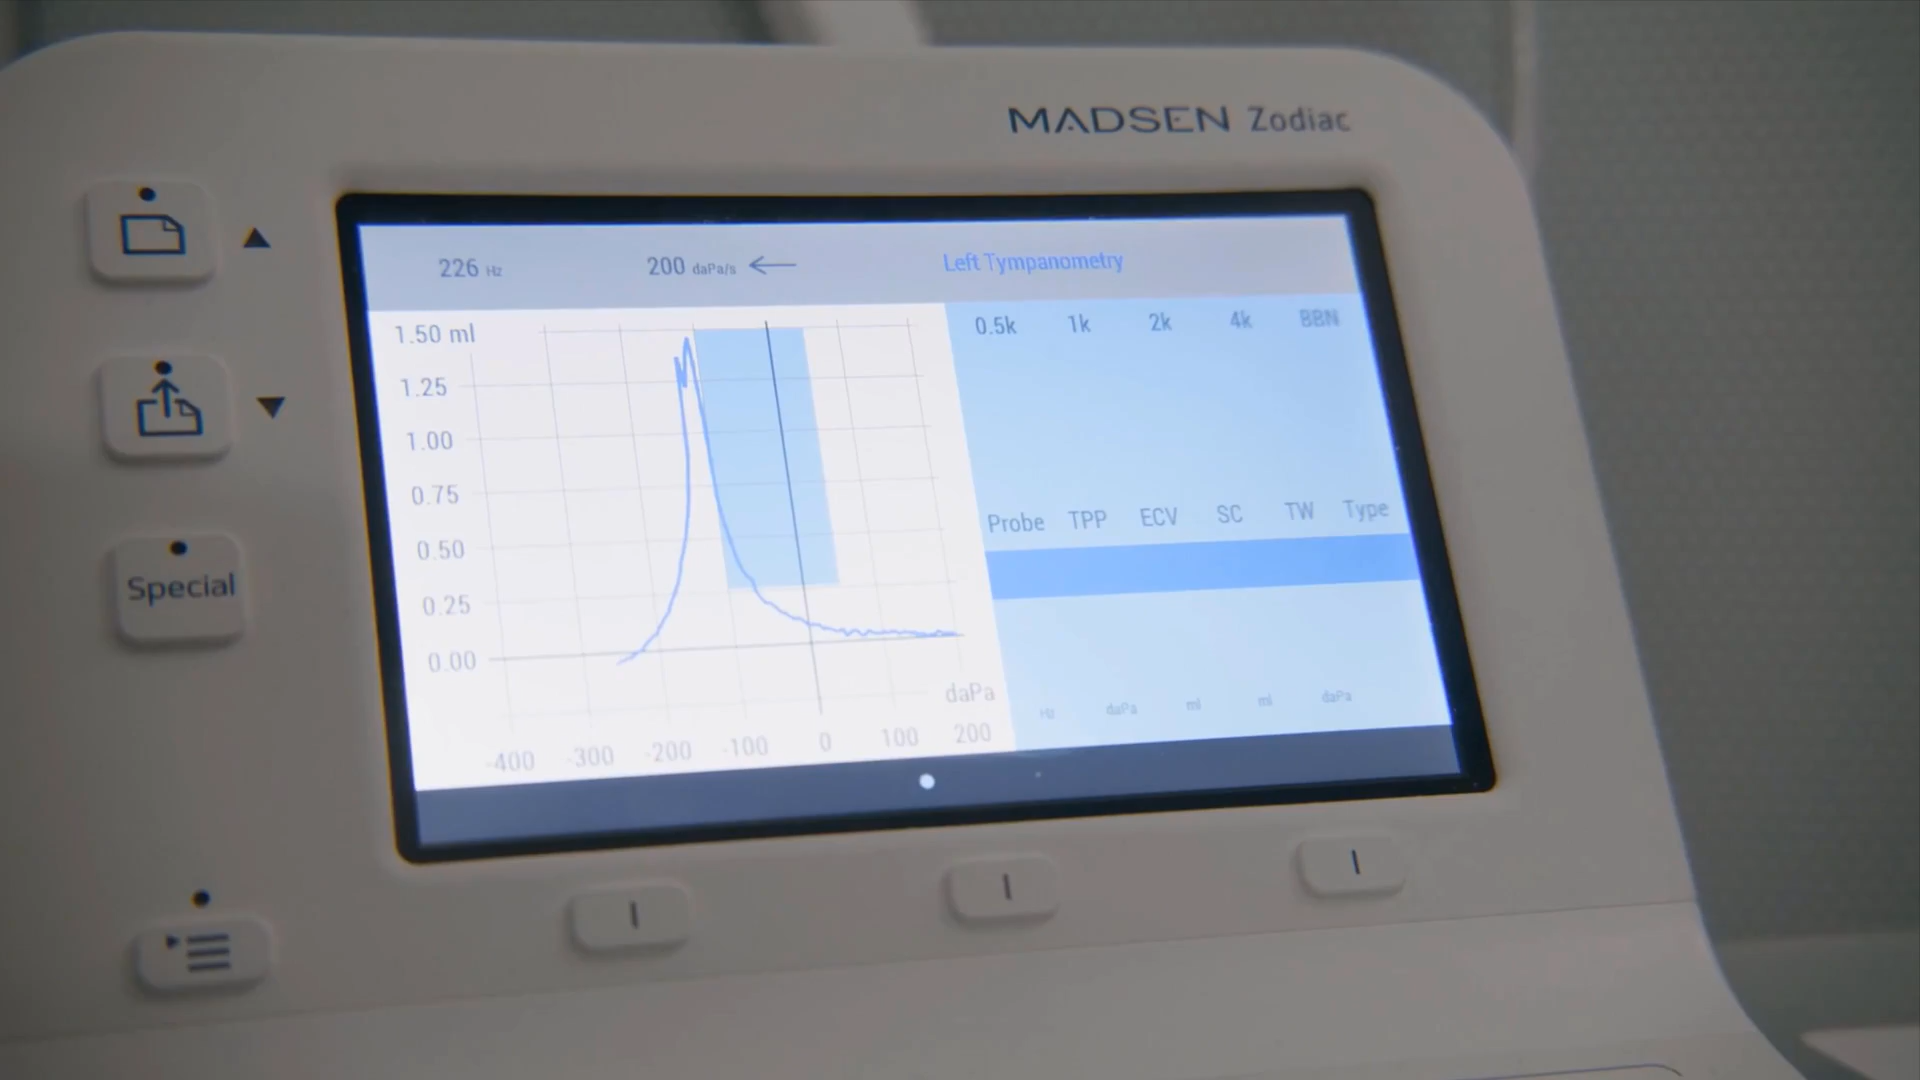 MADSEN Zodiac
226 Hz 200 daPa/s Left Tympanometry
1.50 ml
1.25
1.00
0.75
0.50
0.25
0.00
daPa
-400 -300 -200 -100 0 100 200
0.5k 1k 2k 4k BBN
Probe TPP ECV SC TW Type
Hz daPa ml ml daPa
Special